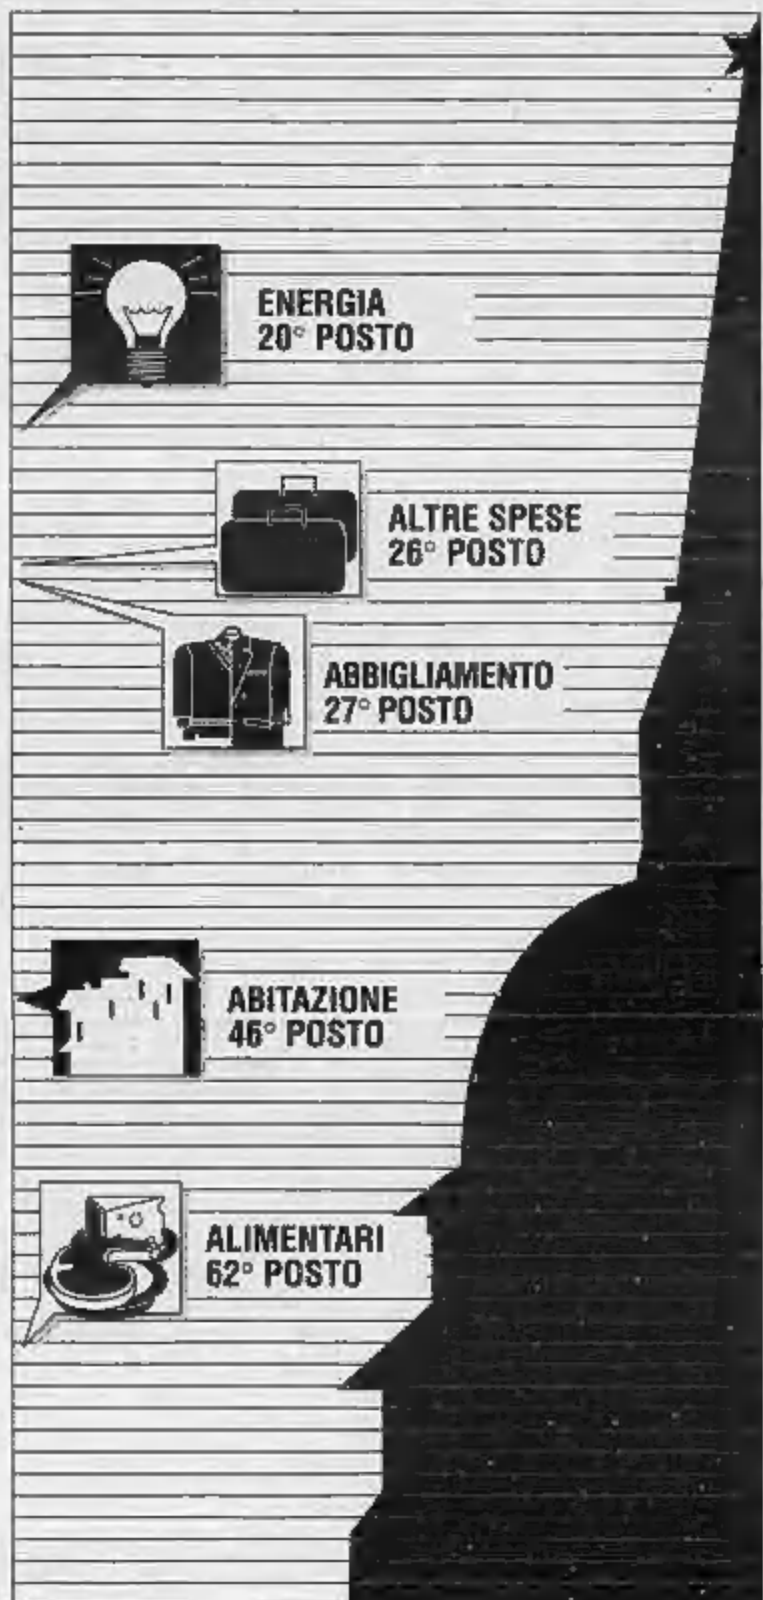 ENERGIA
20° POSTO
ALTRE SPESE
26° POSTO
ABBIGLIAMENTO
27° POSTO
ABITAZIONE
46° POSTO
ALIMENTARI
62° POSTO